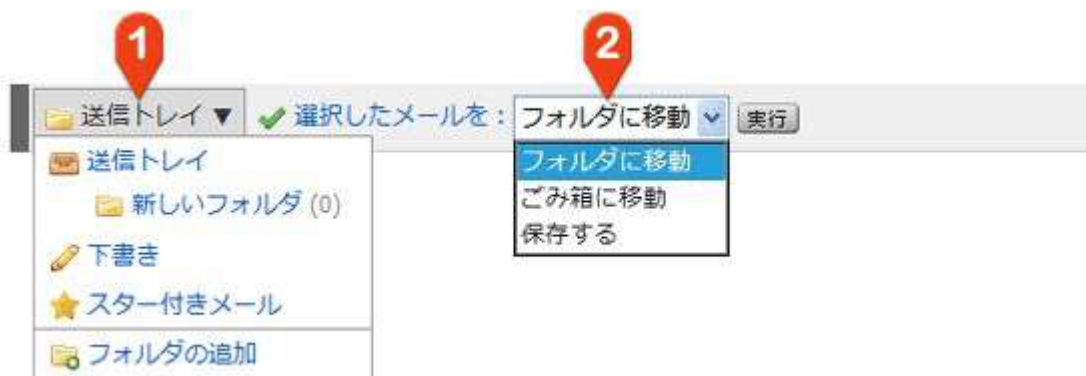 1
2
送信トレイ ▼ 選択したメールを： フォルダに移動 実行
送信トレイ
新しいフォルダ (0)
下書き
スター付きメール
フォルダの追加
フォルダに移動
ごみ箱に移動
保存する